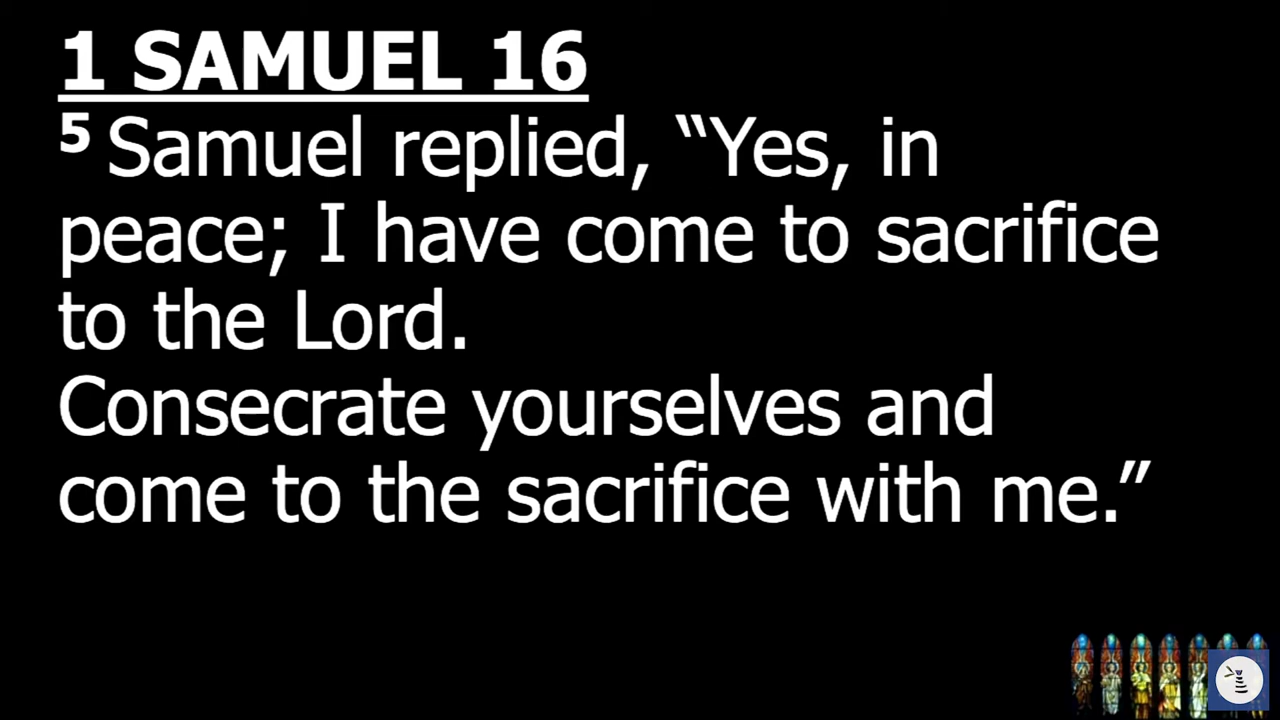 1 SAMUEL 16
5 Samuel replied, “Yes, in
peace; I have come to sacrifice
to the Lord.
Consecrate yourselves and
come to the sacrifice with me.”